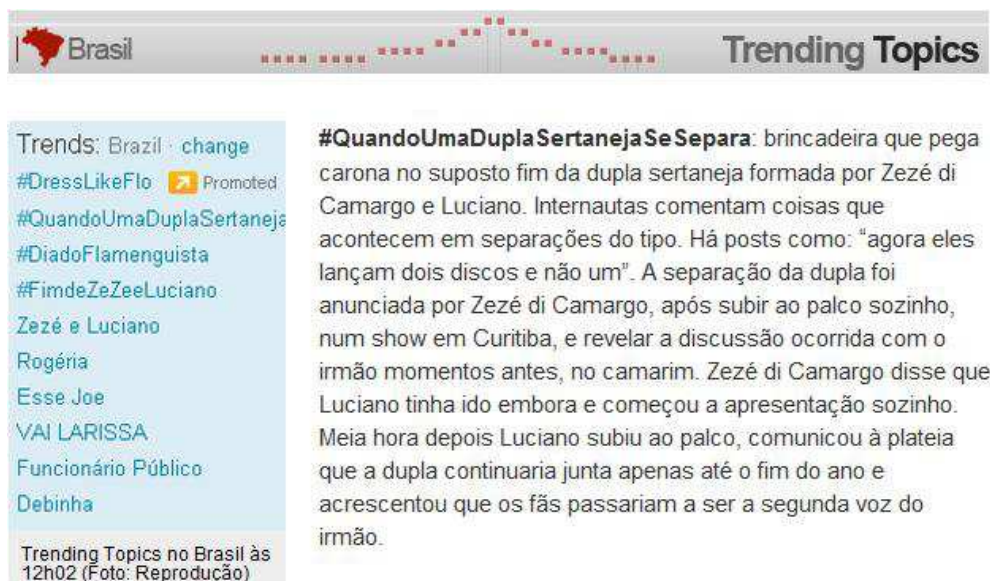 Brasil
Trending Topics
Trends: Brazil · change
#DressLikeFlo Promoted
#QuandoUmaDuplaSertaneja
#DiadoFlamenguista
#FimdeZeZeeLuciano
Zezé e Luciano
Rogéria
Esse Joe
VAI LARISSA
Funcionário Público
Debinha
Trending Topics no Brasil às
12h02 (Foto: Reprodução)
#QuandoUmaDuplaSertanejaSeSepara: brincadeira que pega
carona no suposto fim da dupla sertaneja formada por Zezé di
Camargo e Luciano. Internautas comentam coisas que
acontecem em separações do tipo. Há posts como: “agora eles
lançam dois discos e não um”. A separação da dupla foi
anunciada por Zezé di Camargo, após subir ao palco sozinho,
num show em Curitiba, e revelar a discussão ocorrida com o
irmão momentos antes, no camarim. Zezé di Camargo disse que
Luciano tinha ido embora e começou a apresentação sozinho.
Meia hora depois Luciano subiu ao palco, comunicou à plateia
que a dupla continuaria junta apenas até o fim do ano e
acrescentou que os fãs passariam a ser a segunda voz do
irmão.